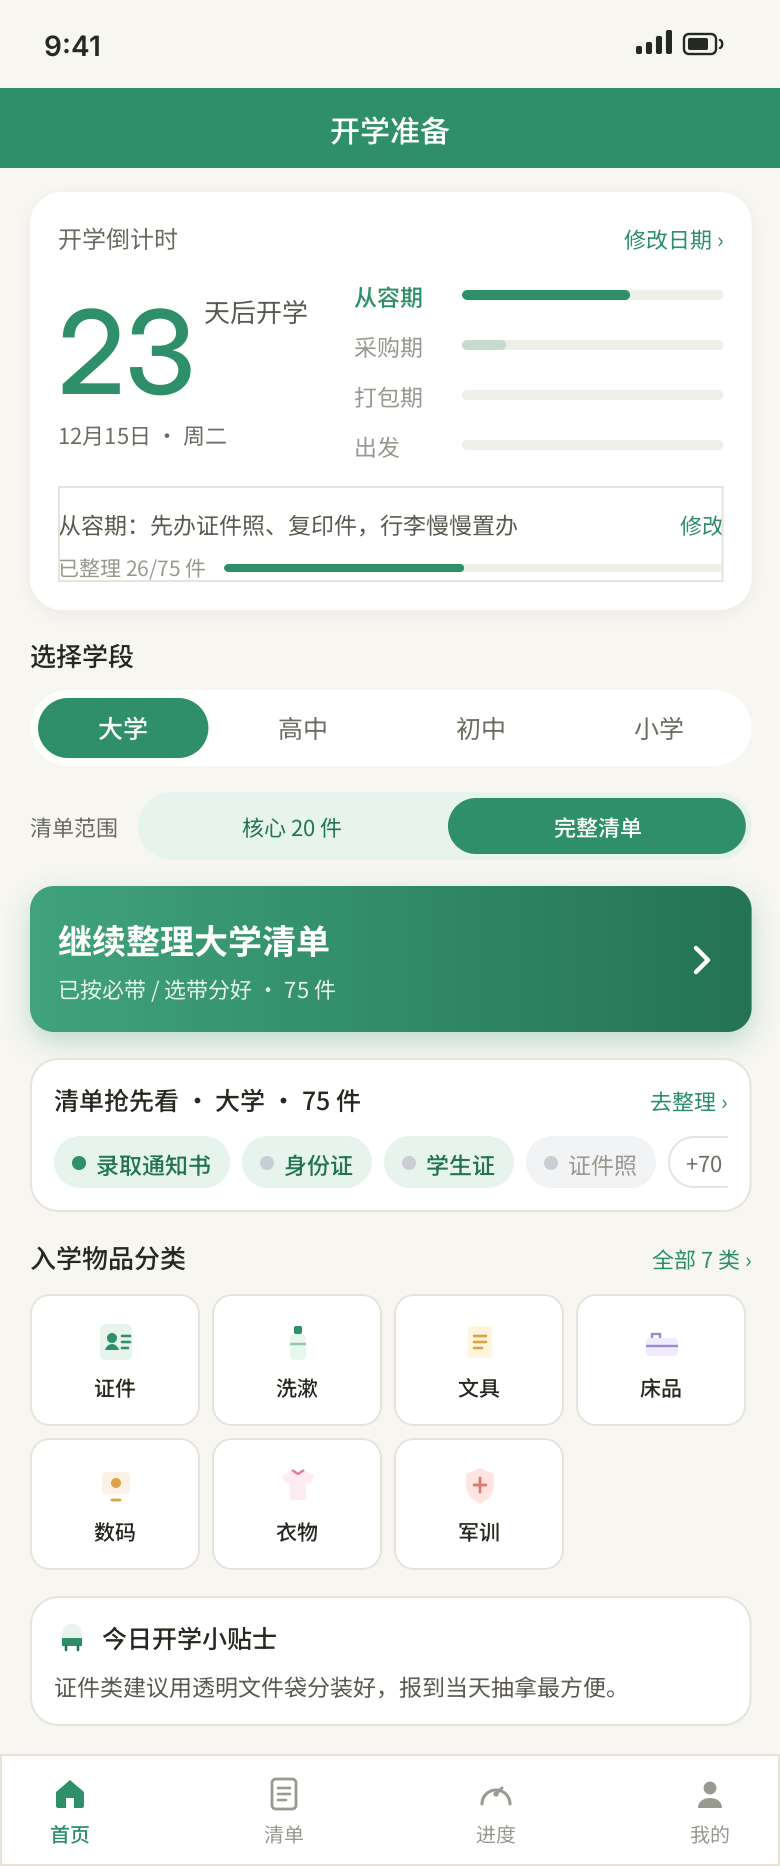 9:41
开学准备
开学倒计时
修改日期 ›
23 天后开学
12月15日 · 周二
从容期
采购期
打包期
出发
从容期：先办证件照、复印件，行李慢慢置办
修改
已整理 26/75 件
选择学段
大学
高中
初中
小学
清单范围
核心 20 件
完整清单
继续整理大学清单
已按必带 / 选带分好 · 75 件
清单抢先看 · 大学 · 75 件
去整理 ›
录取通知书
身份证
学生证
证件照
+70
入学物品分类
全部 7 类 ›
证件
洗漱
文具
床品
数码
衣物
军训
今日开学小贴士
证件类建议用透明文件袋分装好，报到当天抽拿最方便。
首页
清单
进度
我的